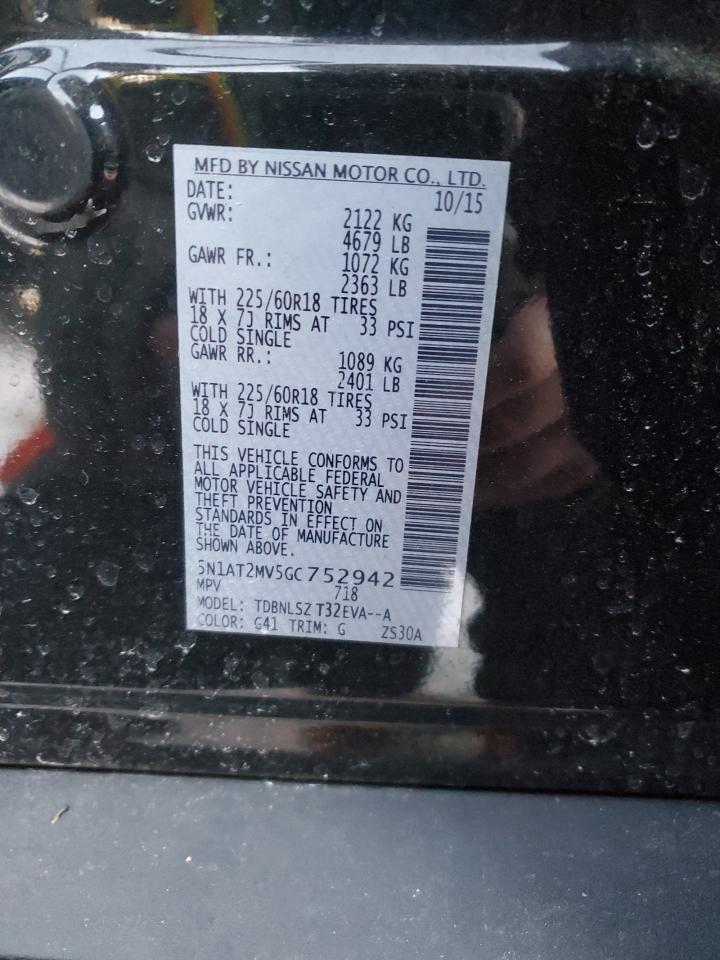 MFD BY NISSAN MOTOR CO., LTD.
DATE: 10/15
GVWR: 2122 KG
4679 LB
GAWR FR.: 1072 KG
2363 LB
WITH 225/60R18 TIRES
18 X 7J RIMS AT 33 PSI
COLD SINGLE
GAWR RR.: 1089 KG
2401 LB
WITH 225/60R18 TIRES
18 X 7J RIMS AT 33 PSI
COLD SINGLE
THIS VEHICLE CONFORMS TO
ALL APPLICABLE FEDERAL
MOTOR VEHICLE SAFETY AND
THEFT PREVENTION
STANDARDS IN EFFECT ON
THE DATE OF MANUFACTURE
SHOWN ABOVE.
5N1AT2MV5GC752942
MPV 718
MODEL: TDBNLSZ T32EVA--A
COLOR: G41 TRIM: G ZS30A